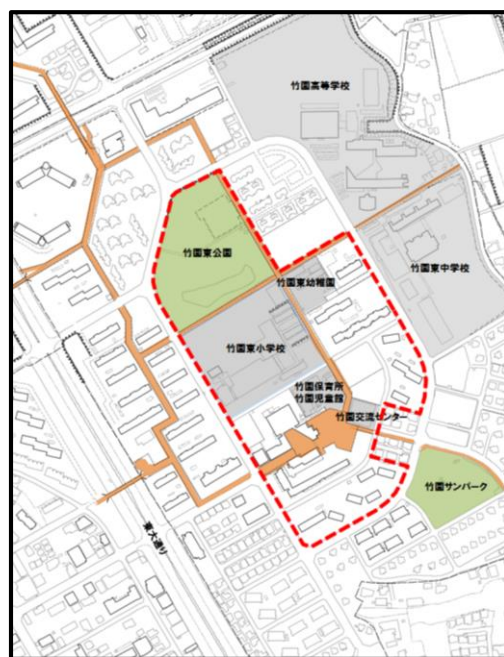 竹園高等学校
竹園東公園
竹園東幼稚園
竹園東中学校
竹園東小学校
竹園保育所
竹園児童館
竹園交流センター
竹園サンパーク
東大通り